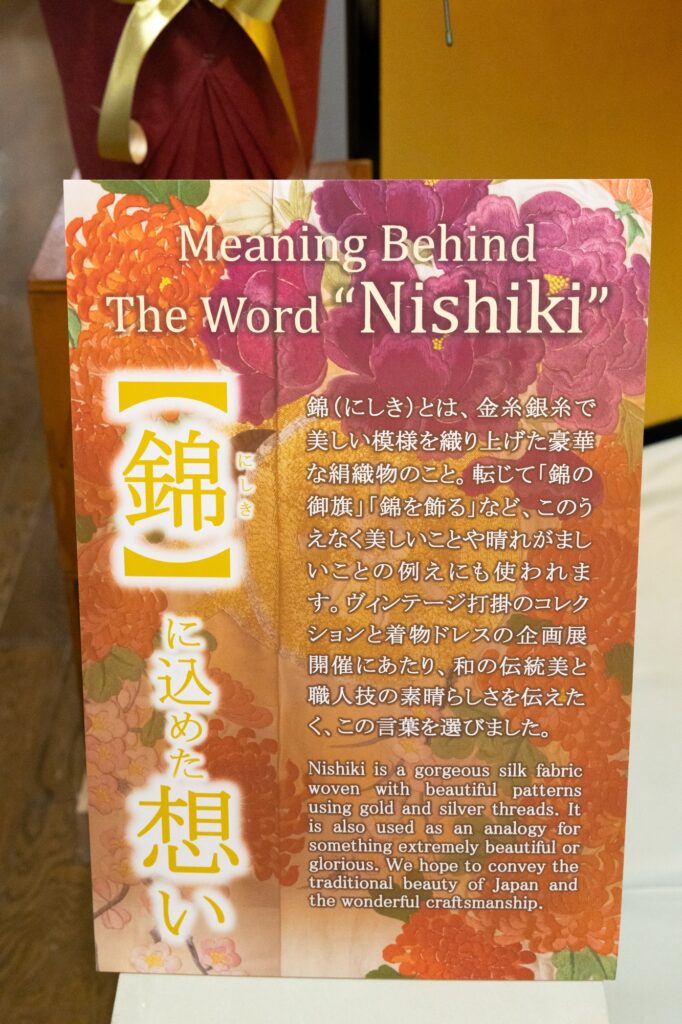 Meaning Behind
The Word “Nishiki”
【錦】
にしき
に込めた想い
錦（にしき）とは、金糸銀糸で
美しい模様を織り上げた豪華
な絹織物のこと。転じて「錦の
御旗」「錦を飾る」など、このう
えなく美しいことや晴れがまし
いことの例えにも使われま
す。ヴィンテージ打掛のコレク
ションと着物ドレスの企画展
開催にあたり、和の伝統美と
職人技の素晴らしさを伝えた
く、この言葉を選びました。
Nishiki is a gorgeous silk fabric
woven with beautiful patterns
using gold and silver threads. It
is also used as an analogy for
something extremely beautiful or
glorious. We hope to convey the
traditional beauty of Japan and
the wonderful craftsmanship.